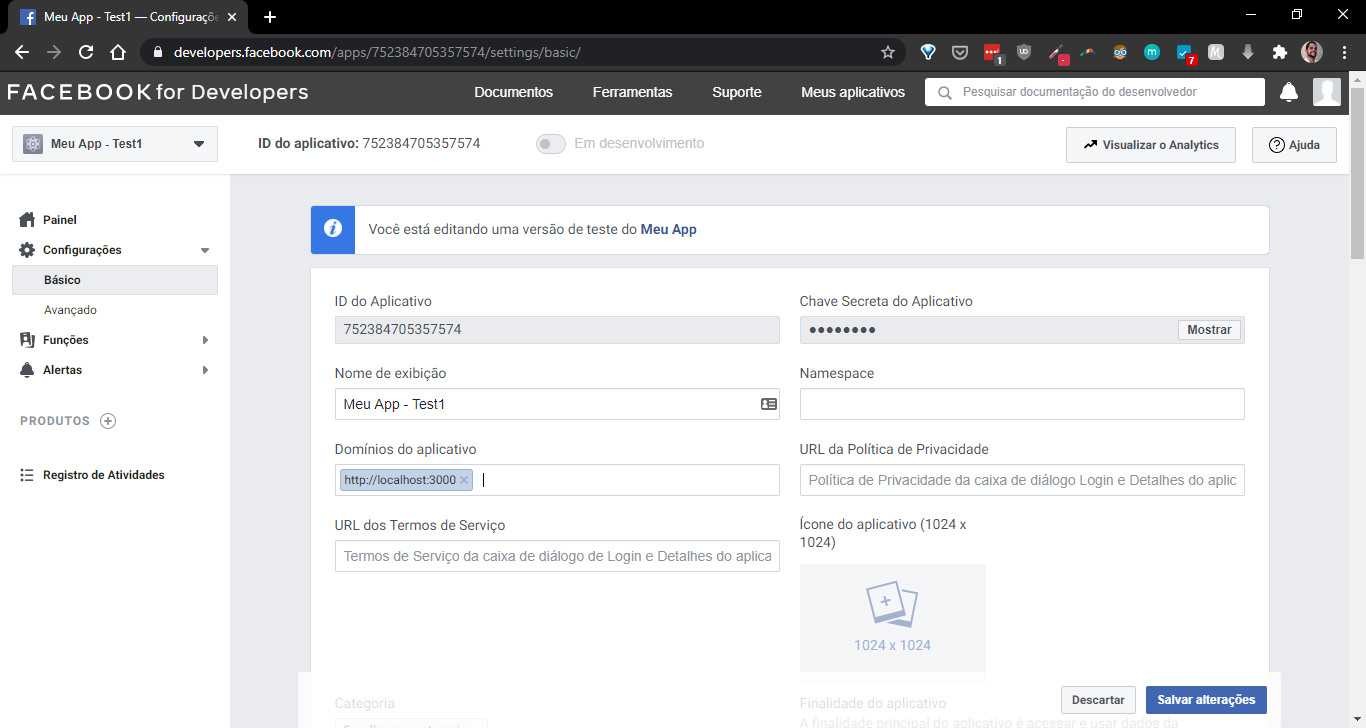 Meu App - Test1 — Configuraçõe
developers.facebook.com/apps/752384705357574/settings/basic/
FACEBOOK for Developers
Documentos
Ferramentas
Suporte
Meus aplicativos
Pesquisar documentação do desenvolvedor
Meu App - Test1
ID do aplicativo: 752384705357574
Em desenvolvimento
Visualizar o Analytics
Ajuda
Painel
Configurações
Básico
Avançado
Funções
Alertas
PRODUTOS
Registro de Atividades
Você está editando uma versão de teste do Meu App
ID do Aplicativo
752384705357574
Chave Secreta do Aplicativo
●●●●●●●●
Mostrar
Nome de exibição
Meu App - Test1
Namespace
Domínios do aplicativo
http://localhost:3000
URL da Política de Privacidade
Política de Privacidade da caixa de diálogo Login e Detalhes do aplic
URL dos Termos de Serviço
Termos de Serviço da caixa de diálogo de Login e Detalhes do aplica
Ícone do aplicativo (1024 x
1024)
1024 x 1024
Categoria
Finalidade do aplicativo
A finalidade principal do aplicativo é acessar e usar dados da
Descartar
Salvar alterações